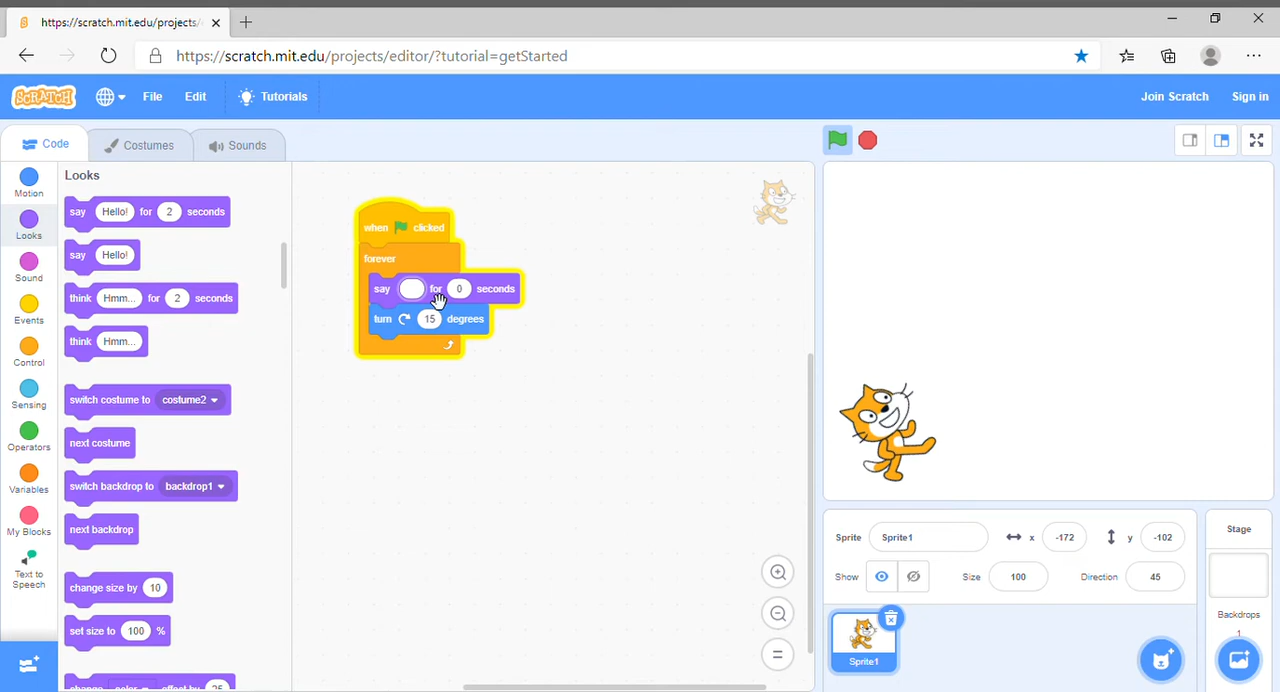 https://scratch.mit.edu/projects/
https://scratch.mit.edu/projects/editor/?tutorial=getStarted
SCRATCH
File
Edit
Tutorials
Join Scratch
Sign in
Code
Costumes
Sounds
Motion
Looks
Sound
Events
Control
Sensing
Operators
Variables
My Blocks
Text to
Speech
Looks
say Hello! for 2 seconds
say Hello!
think Hmm... for 2 seconds
think Hmm...
switch costume to costume2
next costume
switch backdrop to backdrop1
next backdrop
change size by 10
set size to 100 %
change color effect by 25
when clicked
forever
say for 0 seconds
turn 15 degrees
Sprite Sprite1 x -172 y -102
Show Size 100 Direction 45
Sprite1
Stage
Backdrops
1